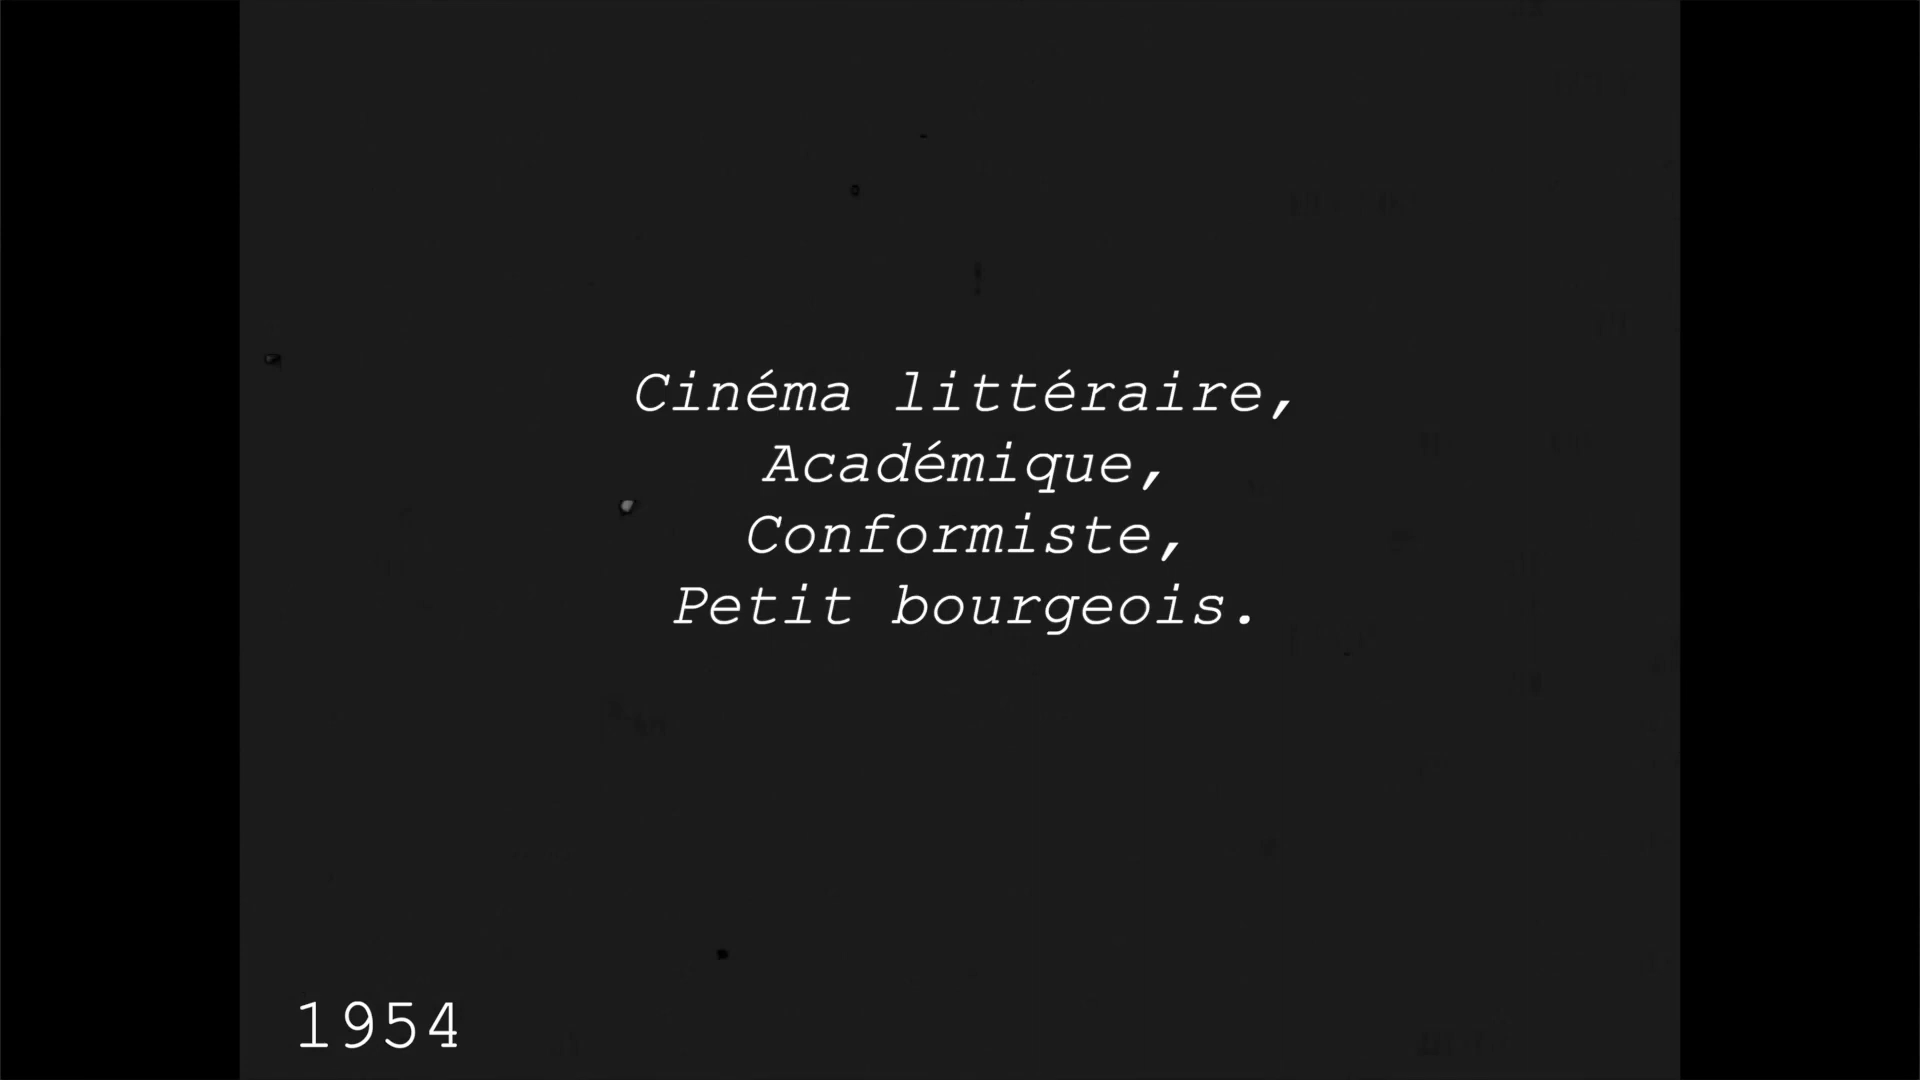 Cinéma littéraire,
Académique,
Conformiste,
Petit bourgeois.
1954